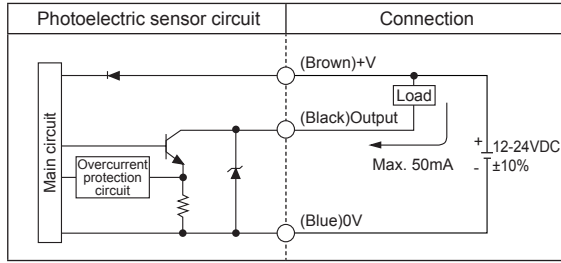 Photoelectric sensor circuit
Connection
(Brown)+V
Load
(Black)Output
Main circuit
Overcurrent
protection
circuit
Max. 50mA
+
12-24VDC
-
±10%
(Blue)0V